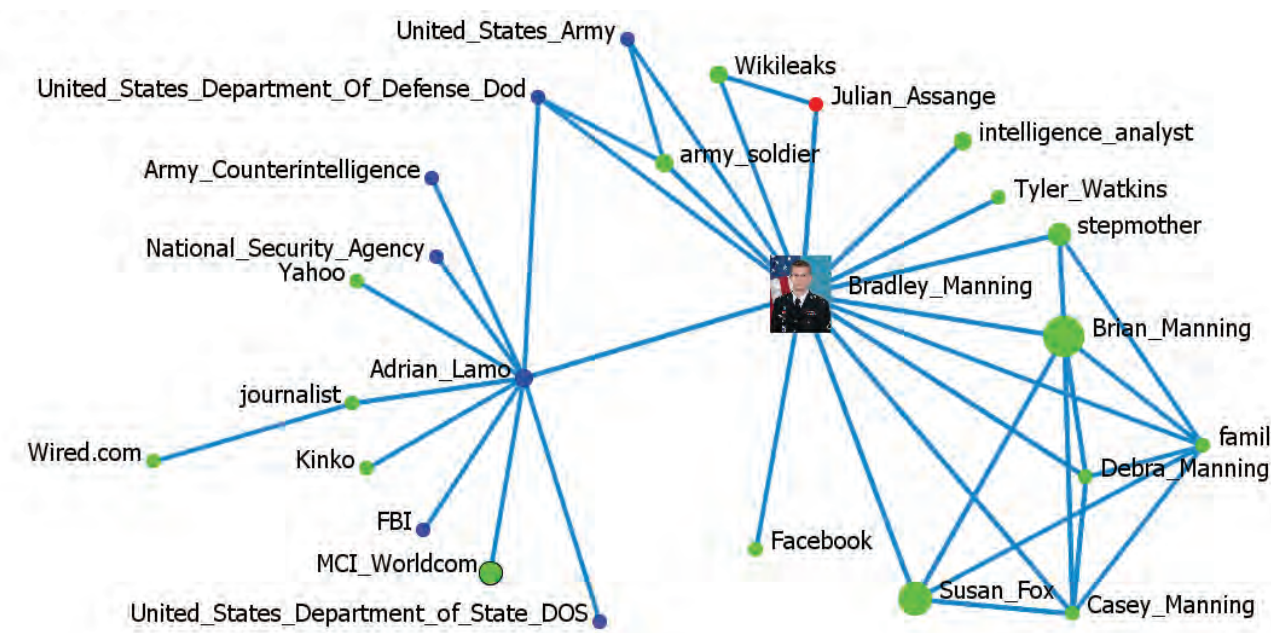 United_States_Army
Wikileaks
United_States_Department_Of_Defense_Dod
Julian_Assange
intelligence_analyst
army_soldier
Army_Counterintelligence
Tyler_Watkins
stepmother
National_Security_Agency
Yahoo
Bradley_Manning
Brian_Manning
Adrian_Lamo
journalist
famil
Wired.com
Kinko
Debra_Manning
FBI
Facebook
MCI_Worldcom
Susan_Fox
Casey_Manning
United_States_Department_of_State_DOS